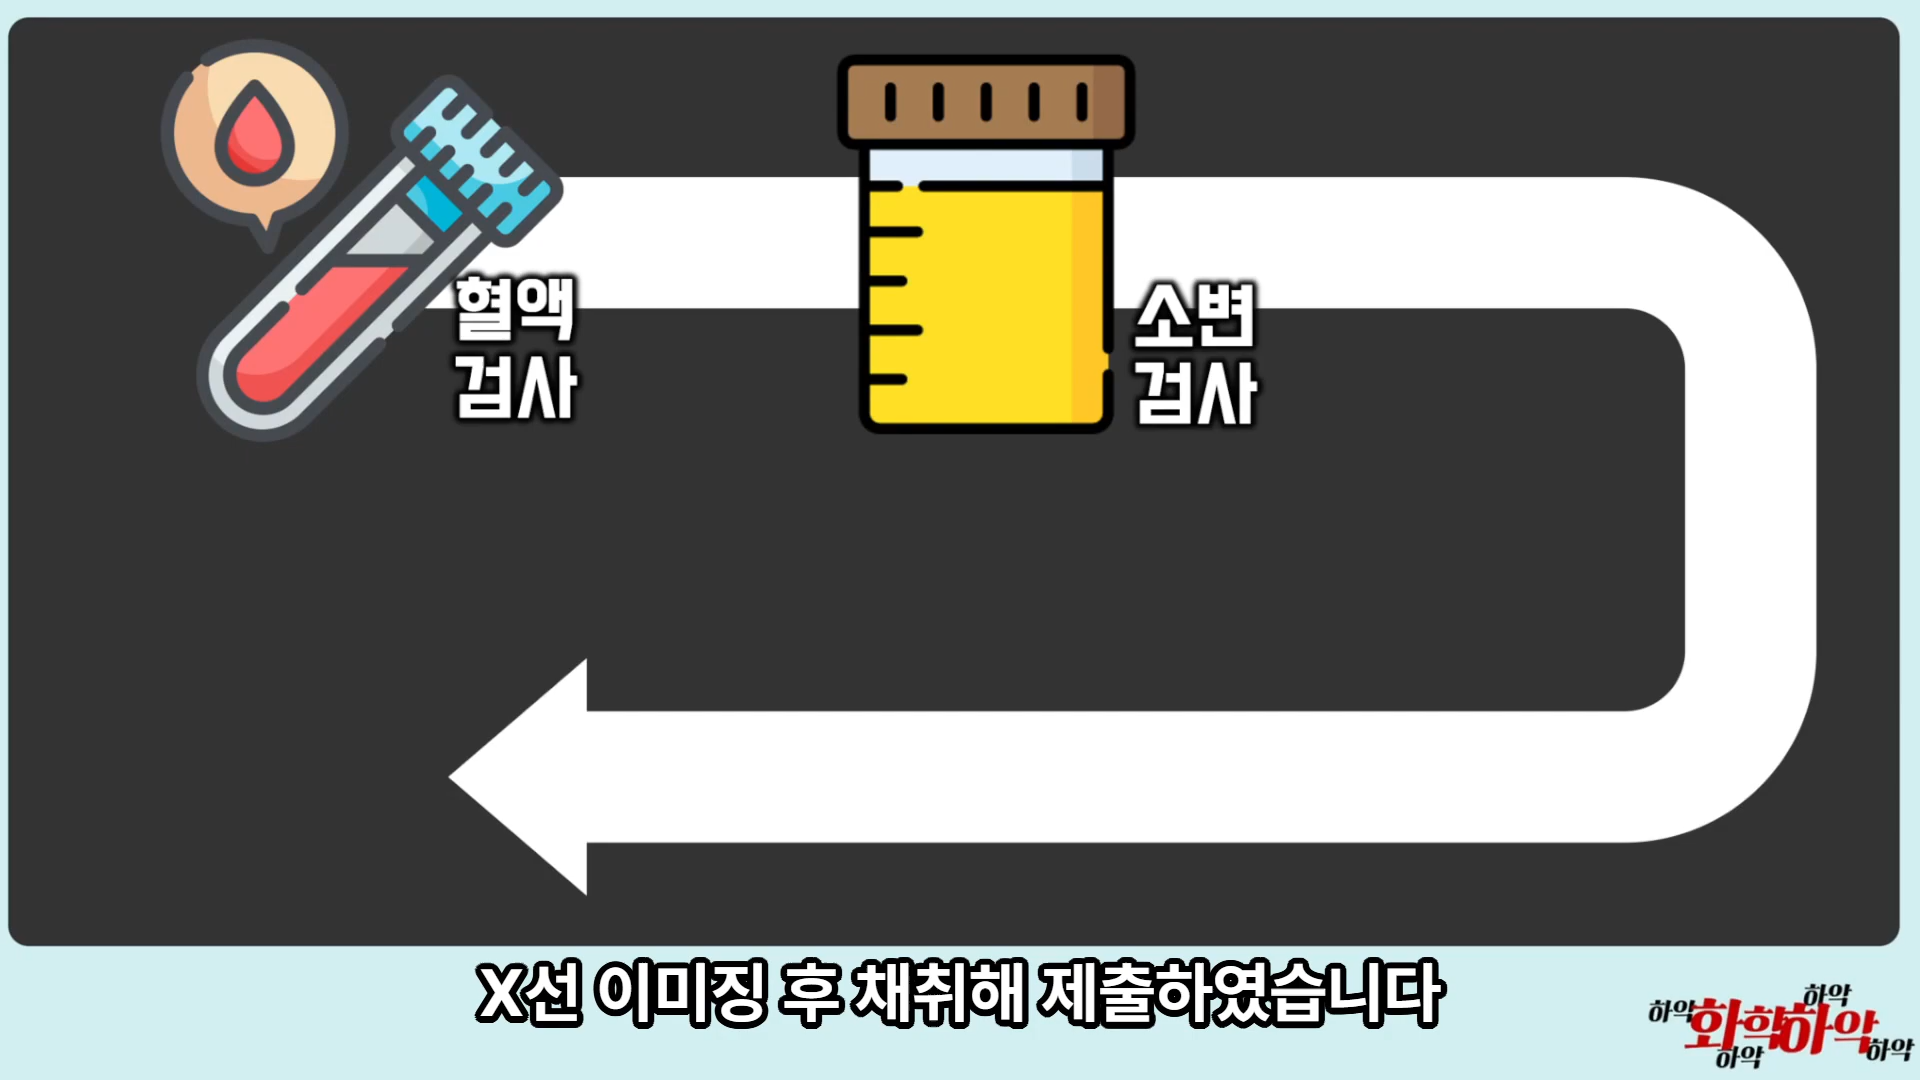 혈액
검사
소변
검사
X선 이미징 후 채취해 제출하였습니다
하약
하약
화학하약
하약
하약